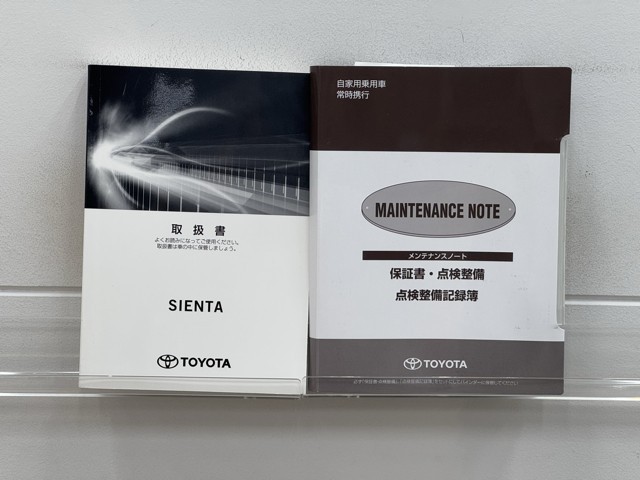 取扱書
よくお読みになってご使用ください。
取扱書は車の中に保管しましょう。
SIENTA
TOYOTA
自家用乗用車
常時携行
MAINTENANCE NOTE
メンテナンスノート
保証書・点検整備
点検整備記録簿
TOYOTA